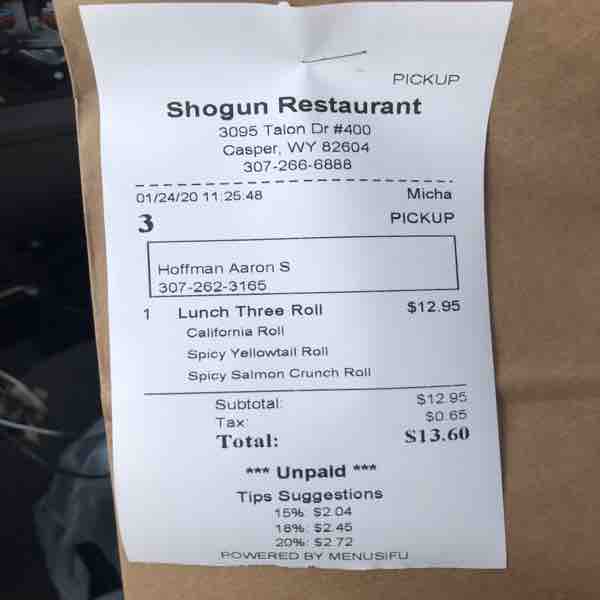 PICKUP
Shogun Restaurant
3095 Talon Dr #400
Casper, WY 82604
307-266-6888
01/24/20 11:25:48 Micha
3 PICKUP
Hoffman Aaron S
307-262-3165
1 Lunch Three Roll $12.95
California Roll
Spicy Yellowtail Roll
Spicy Salmon Crunch Roll
Subtotal: $12.95
Tax: $0.65
Total: $13.60
*** Unpaid ***
Tips Suggestions
15%: $2.04
18%: $2.45
20%: $2.72
POWERED BY MENUSIFU